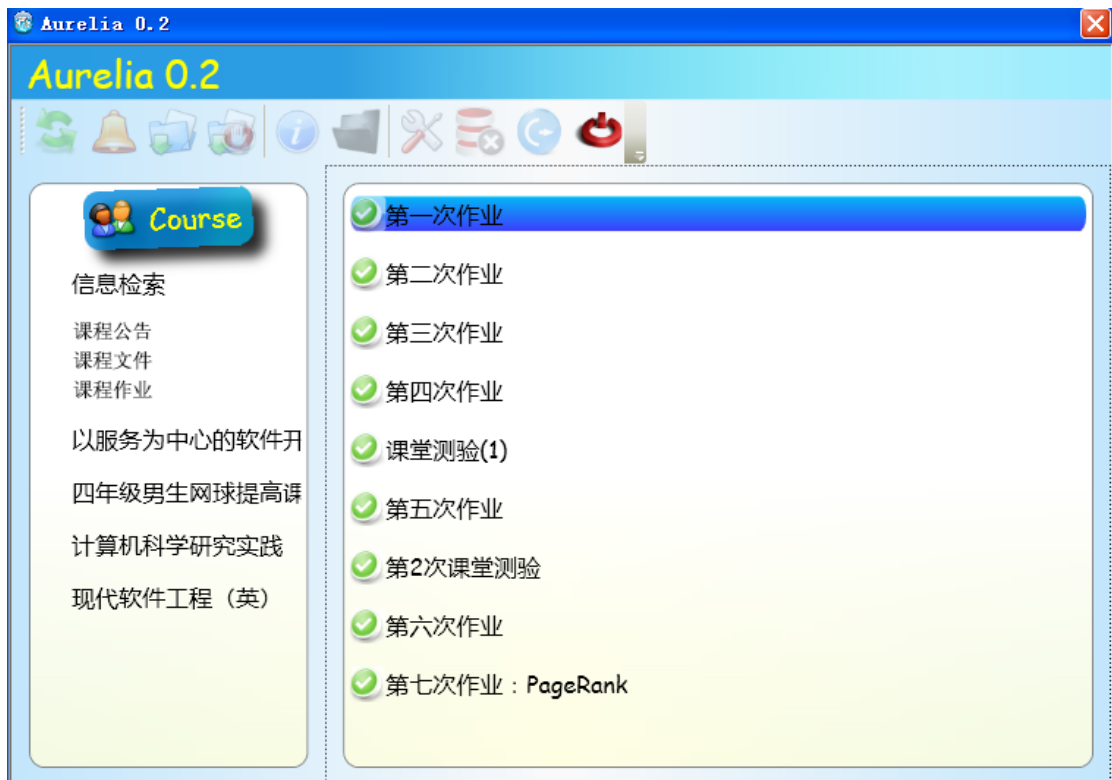 Aurelia 0.2
Aurelia 0.2
Course
信息检索
课程公告
课程文件
课程作业
以服务为中心的软件开
四年级男生网球提高课
计算机科学研究实践
现代软件工程（英）
第一次作业
第二次作业
第三次作业
第四次作业
课堂测验(1)
第五次作业
第2次课堂测验
第六次作业
第七次作业：PageRank